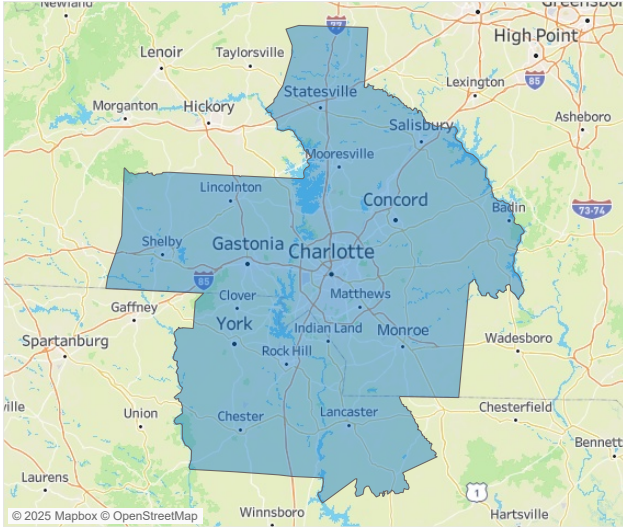 Newland
Greensboro
77
High Point
Lenoir
Taylorsville
85
Statesville
Lexington
Morganton
Hickory
Asheboro
Salisbury
Mooresville
Lincolnton
Concord
Badin
73-74
Shelby
Gastonia
Charlotte
85
Clover
Matthews
Gaffney
York
Indian Land
Monroe
Spartanburg
Wadesboro
Rock Hill
ville
Union
Chester
Lancaster
Chesterfield
Bennett
Laurens
1
Winnsboro
Hartsville
© 2025 Mapbox © OpenStreetMap